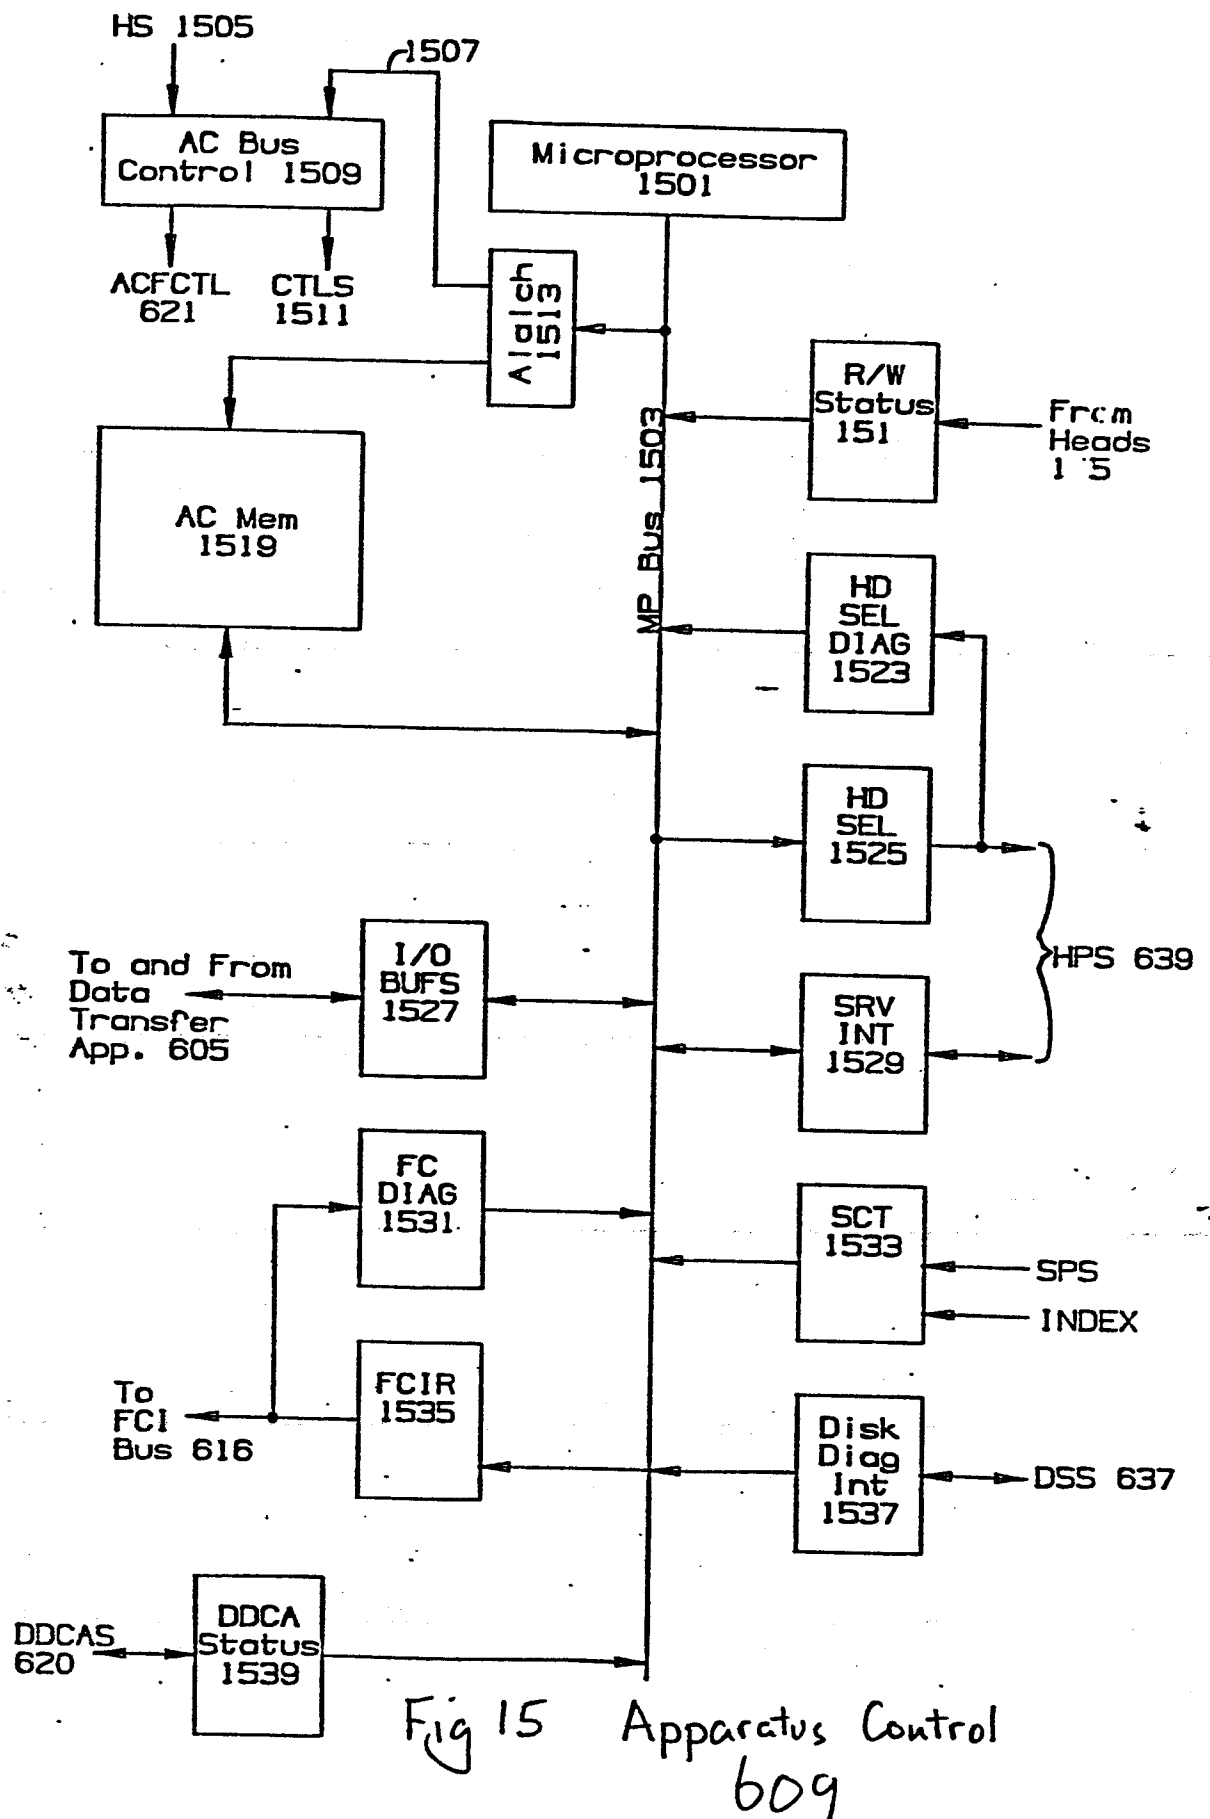 HS 1505
1507
AC Bus
Control 1509
Microprocessor
1501
ACFCTL
621
CTLS
1511
Alalch
1513
R/W
Status
151
From
Heads
1 5
MP Bus 1503
AC Mem
1519
HD
SEL
DIAG
1523
HD
SEL
1525
I/O
BUFS
1527
To and From
Data
Transfer
App. 605
HPS 639
SRV
INT
1529
FC
DIAG
1531
SCT
1533
SPS
INDEX
FCIR
1535
To
FCI
Bus 616
Disk
Diag
Int
1537
DSS 637
DDCA
Status
1539
DDCAS
620
Fig 15 Apparatus Control
609